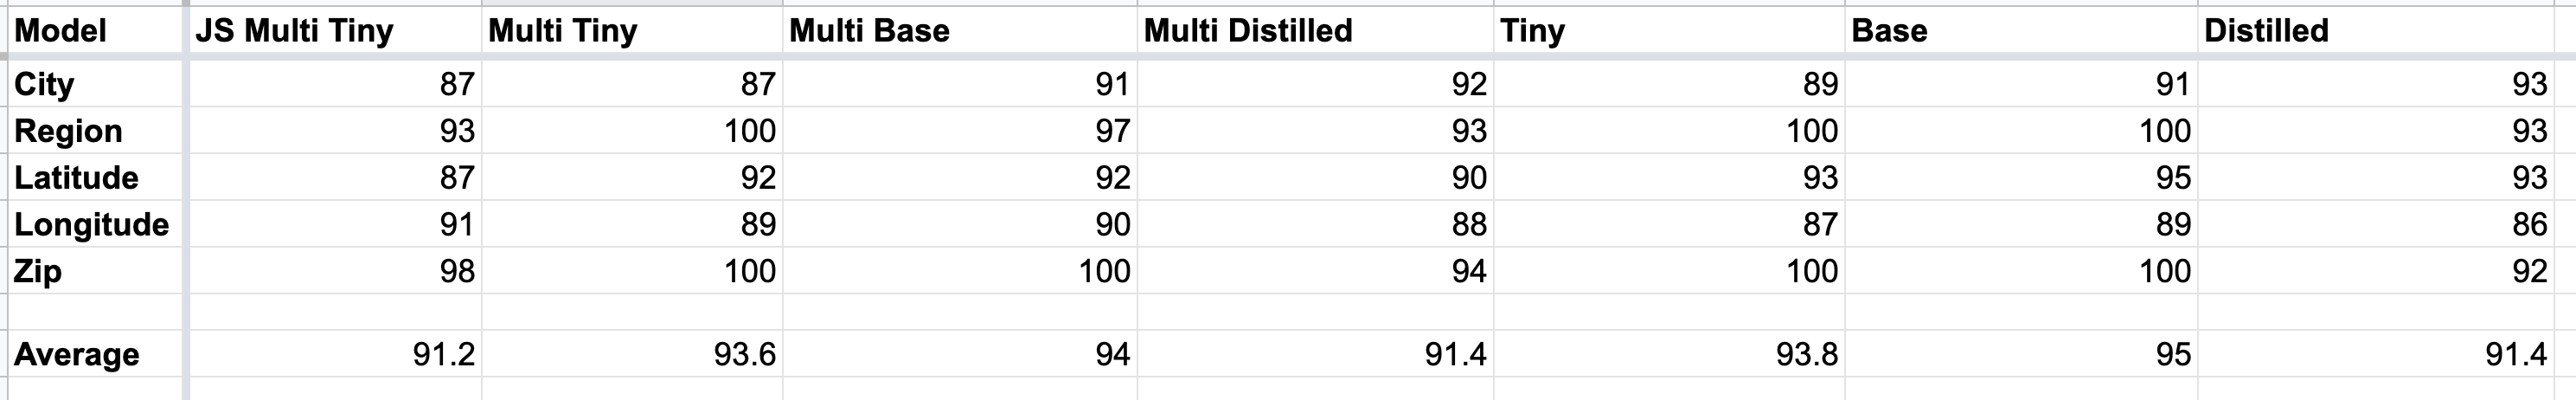 Model JS Multi Tiny Multi Tiny Multi Base Multi Distilled Tiny Base Distilled
City 87 87 91 92 89 91 93
Region 93 100 97 93 100 100 93
Latitude 87 92 92 90 93 95 93
Longitude 91 89 90 88 87 89 86
Zip 98 100 100 94 100 100 92
Average 91.2 93.6 94 91.4 93.8 95 91.4